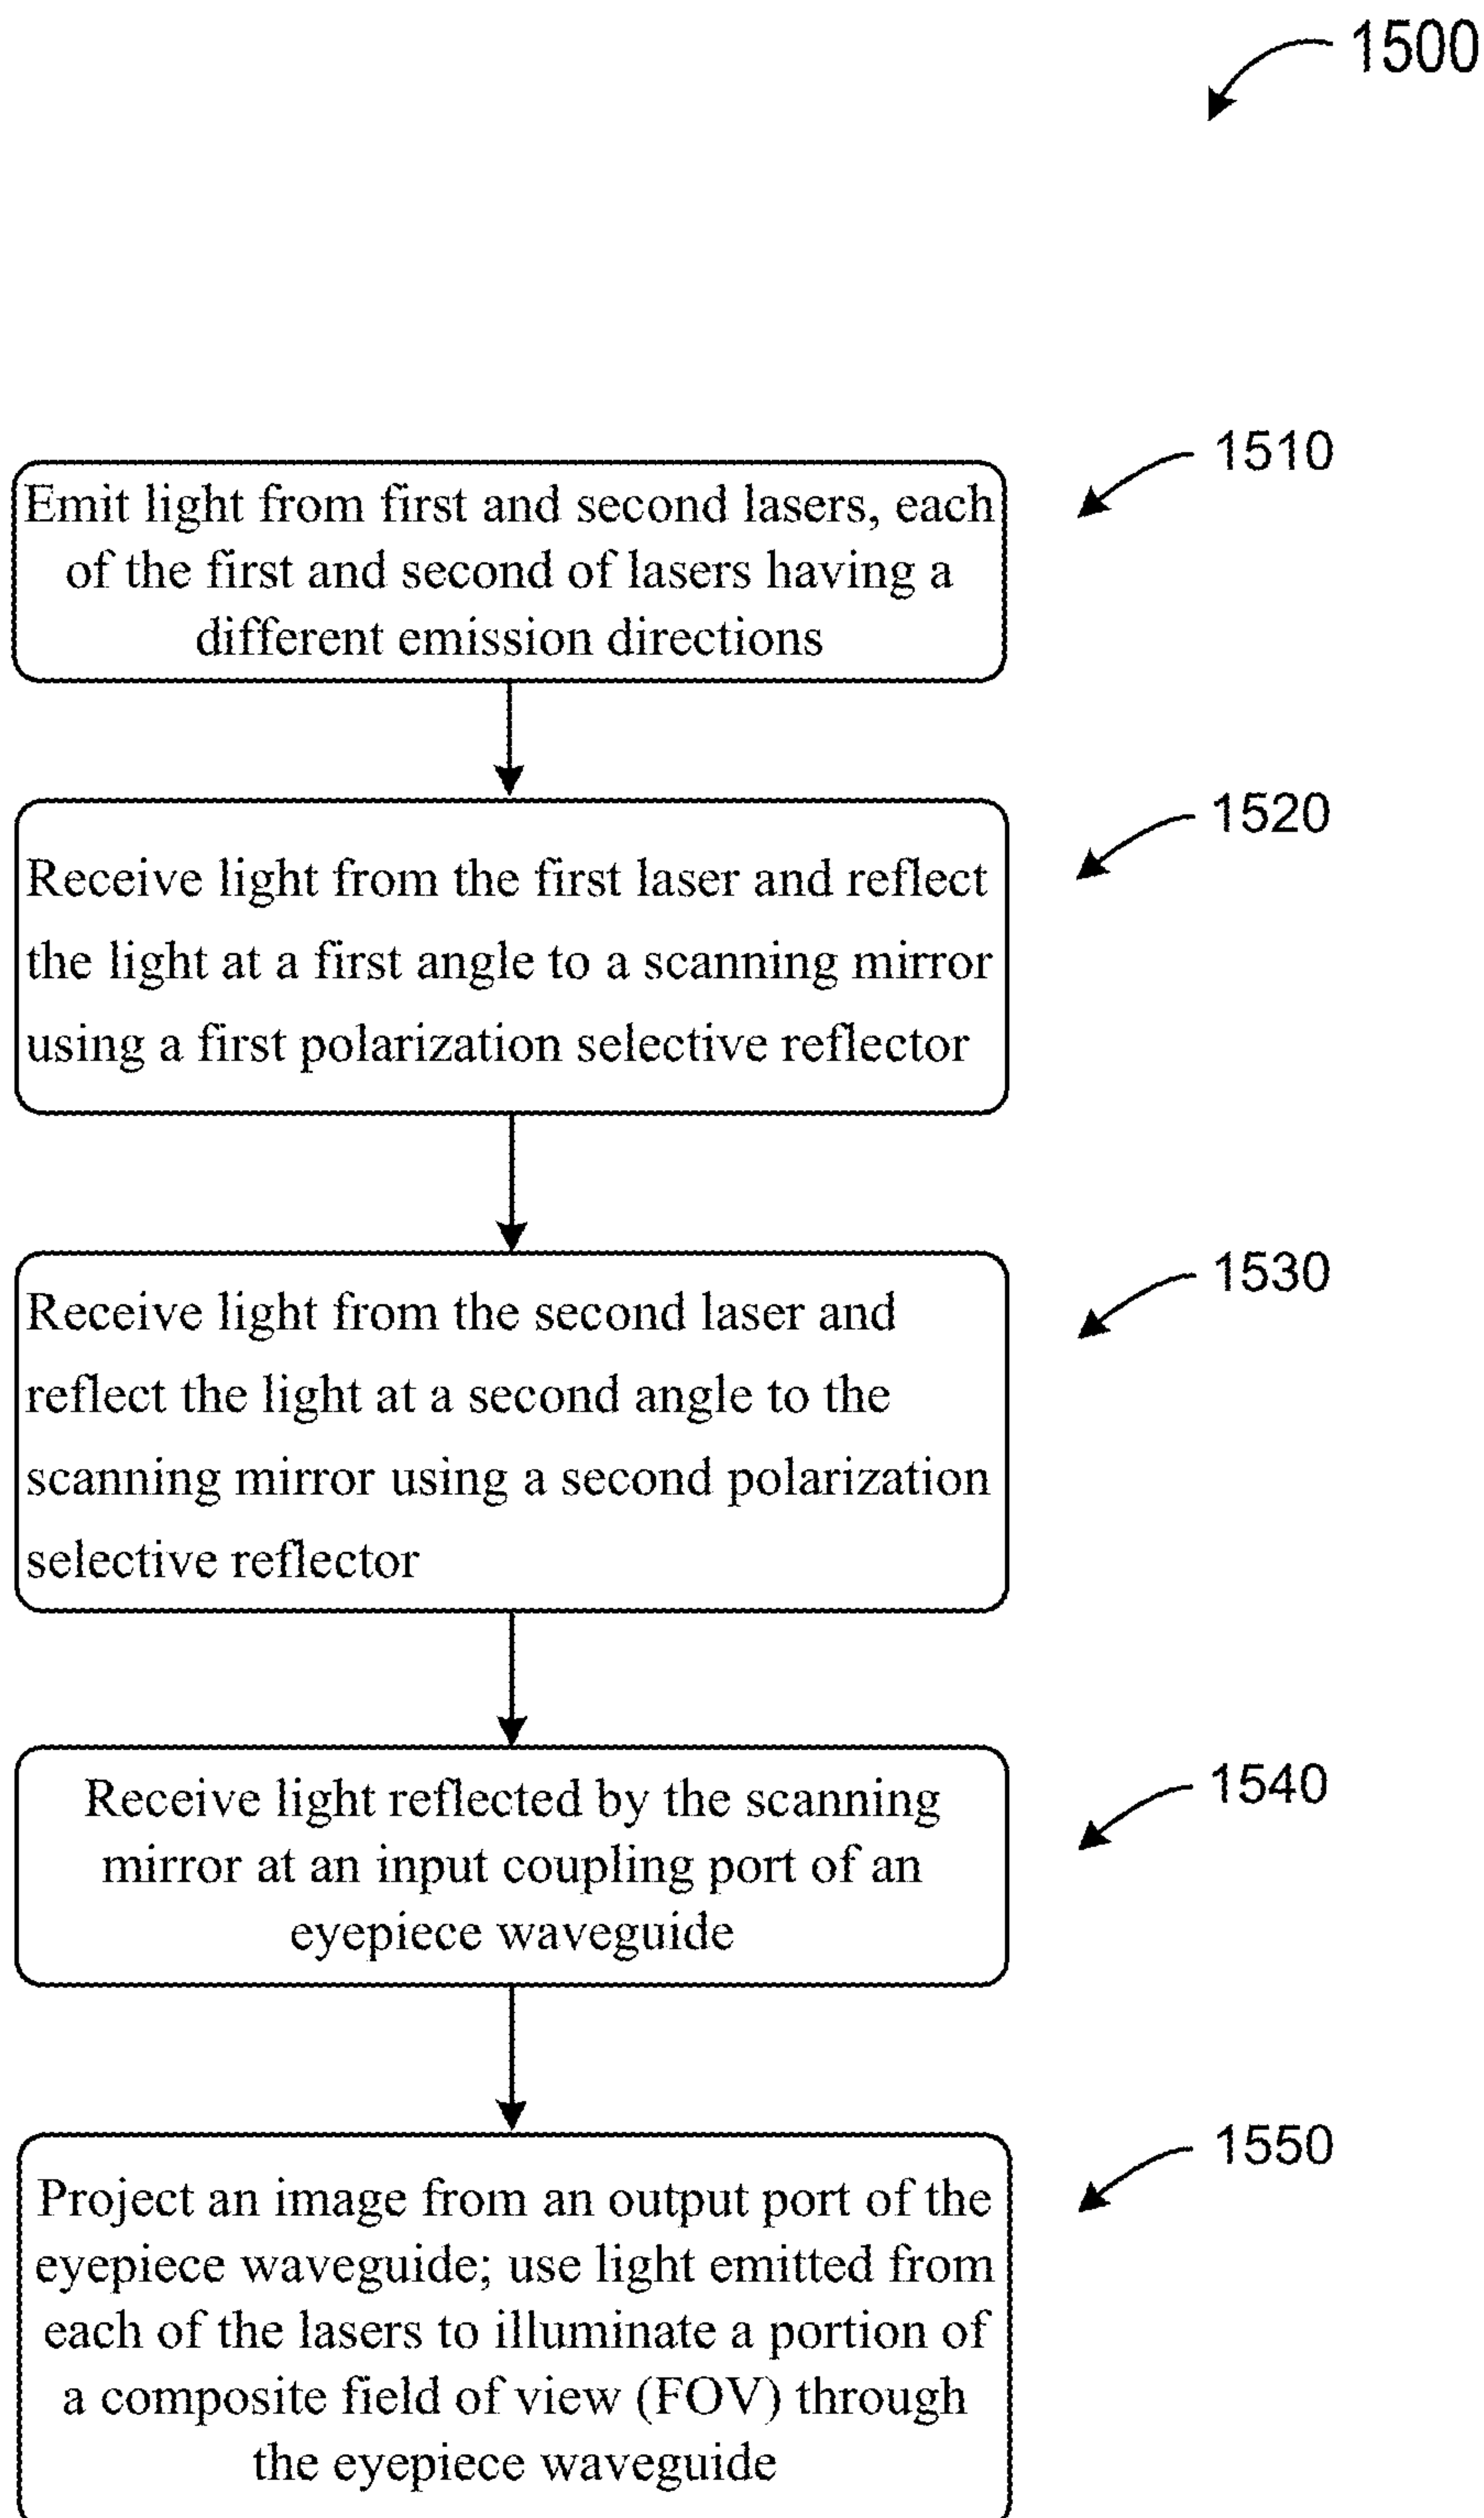 1500
1510
Emit light from first and second lasers, each
of the first and second of lasers having a
different emission directions
1520
Receive light from the first laser and reflect
the light at a first angle to a scanning mirror
using a first polarization selective reflector
1530
Receive light from the second laser and
reflect the light at a second angle to the
scanning mirror using a second polarization
selective reflector
1540
Receive light reflected by the scanning
mirror at an input coupling port of an
eyepiece waveguide
1550
Project an image from an output port of the
eyepiece waveguide; use light emitted from
each of the lasers to illuminate a portion of
a composite field of view (FOV) through
the eyepiece waveguide